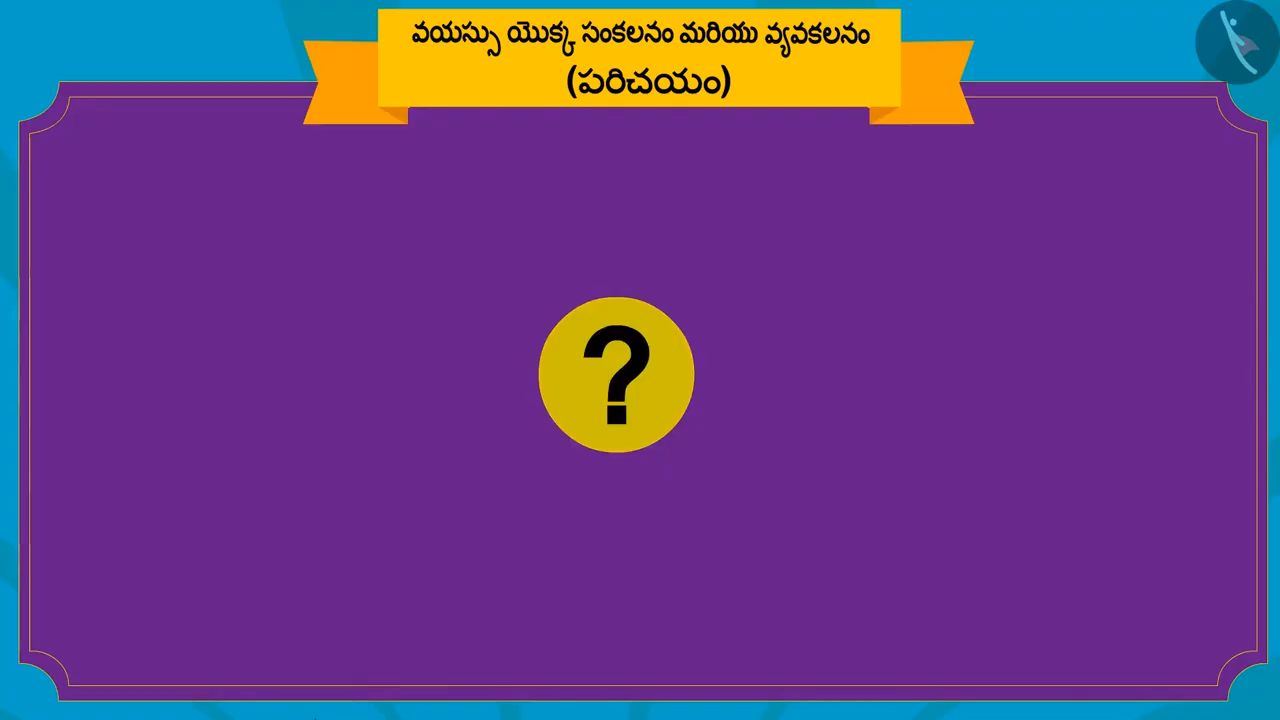 వయస్సు యొక్క సంకలనం మరియు వ్యవకలనం
(పరిచయం)
?